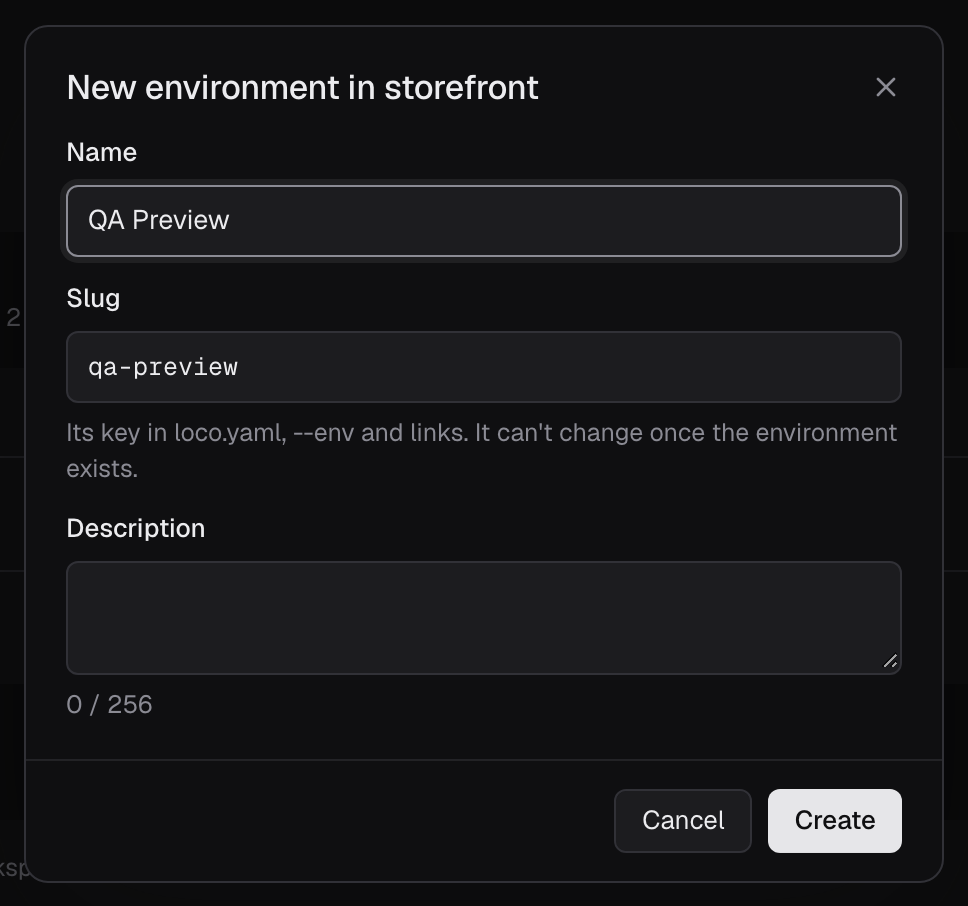 New environment in storefront
Name
QA Preview
2
Slug
qa-preview
Its key in loco.yaml, --env and links. It can't change once the environment
exists.
Description
0 / 256
Cancel
Create